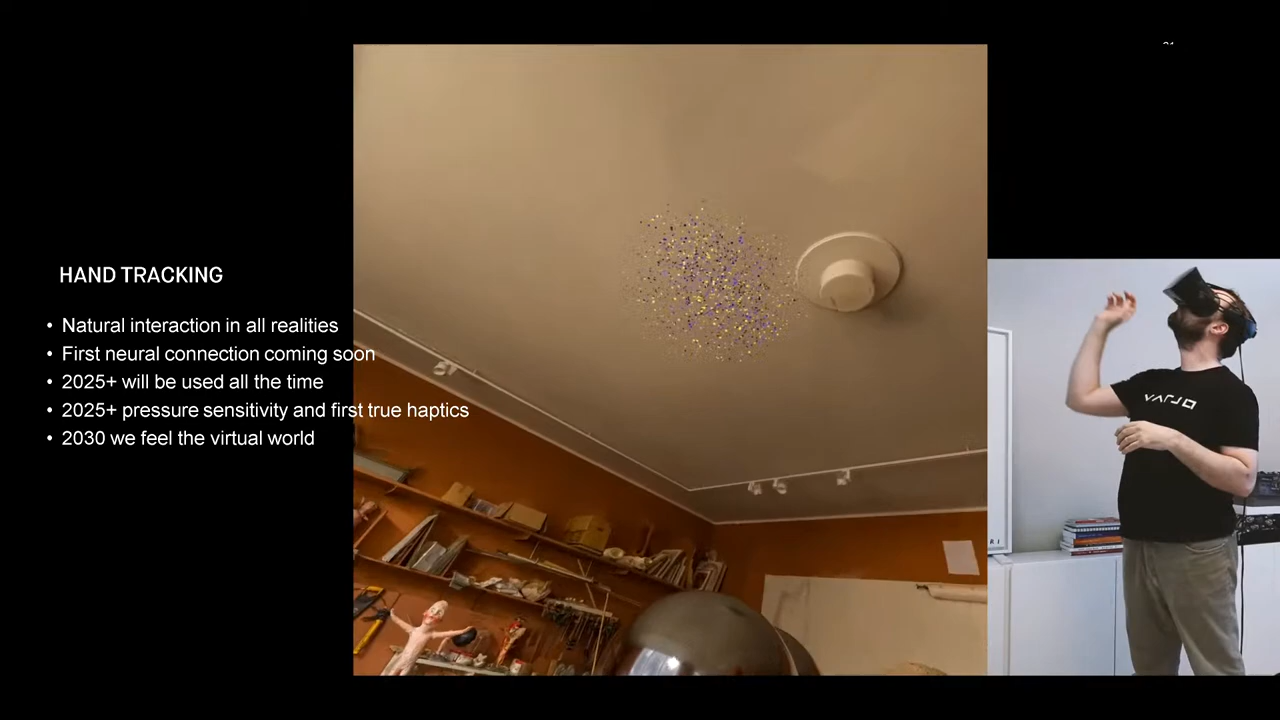 HAND TRACKING
• Natural interaction in all realities
• First neural connection coming soon
• 2025+ will be used all the time
• 2025+ pressure sensitivity and first true haptics
• 2030 we feel the virtual world
VARJO